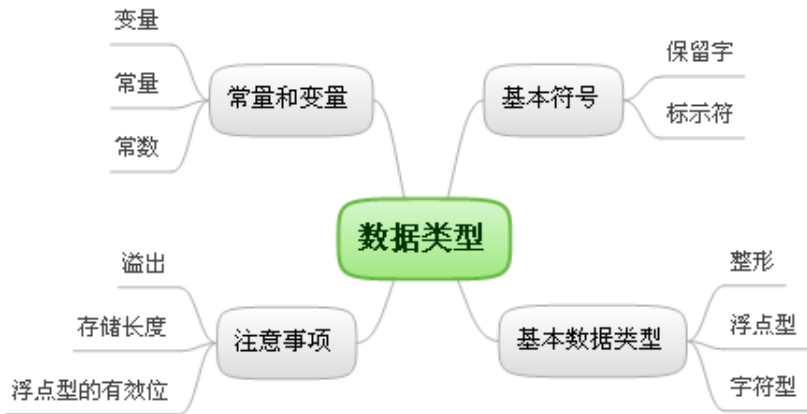 变量
常量
常数
常量和变量
基本符号
保留字
标示符
数据类型
溢出
存储长度
浮点型的有效位
注意事项
基本数据类型
整形
浮点型
字符型